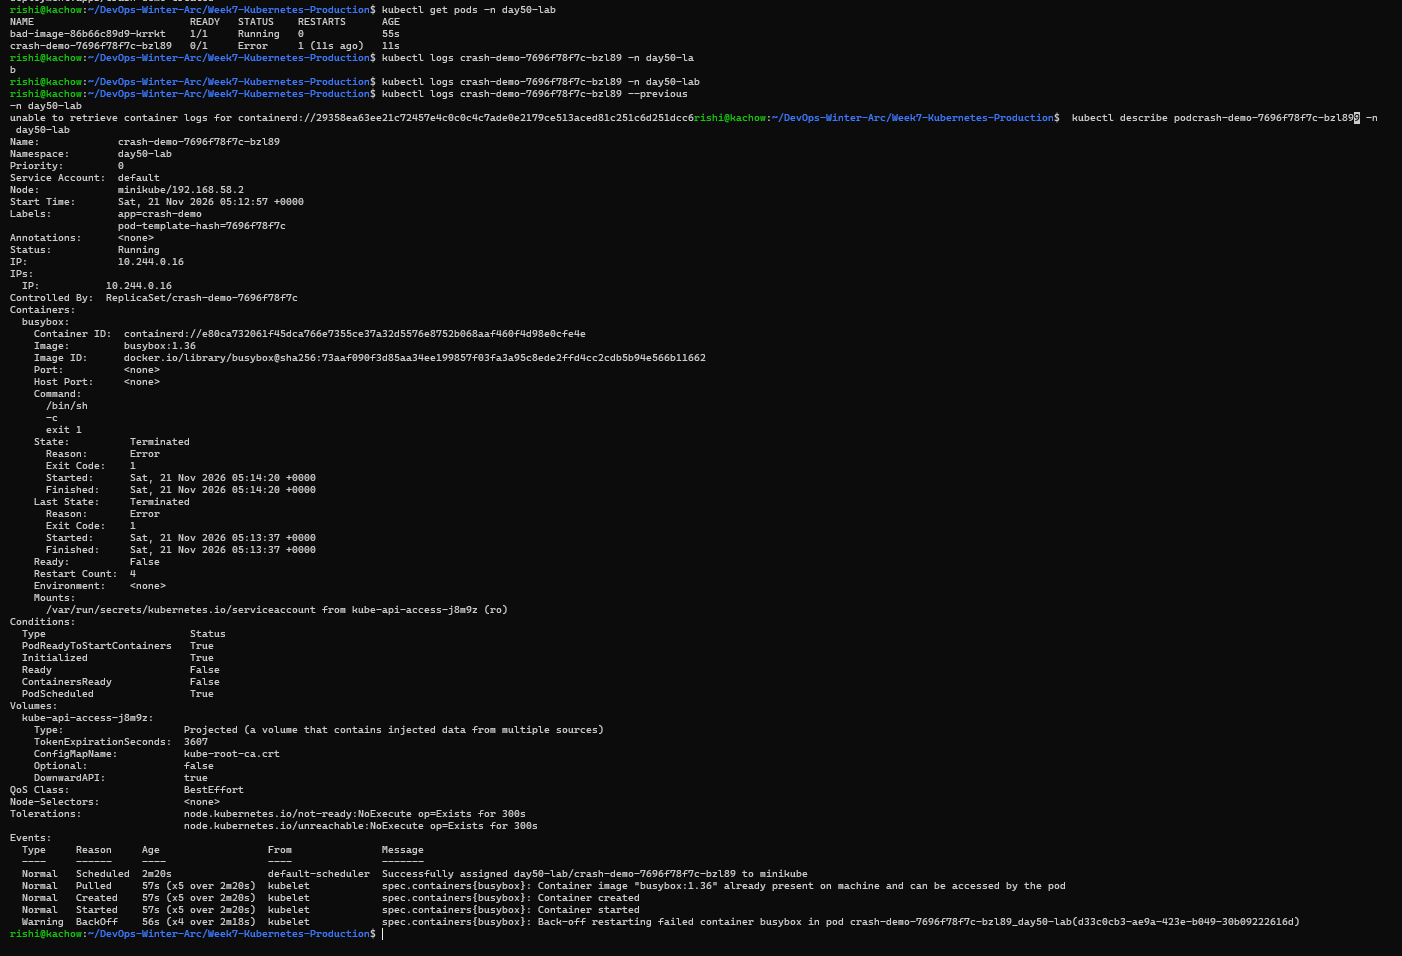 rishi@kachow:~/DevOps-Winter-Arc/Week7-Kubernetes-Production$ kubectl get pods -n day50-lab
NAME                          READY   STATUS    RESTARTS      AGE
bad-image-86b66c89d9-krrkt    1/1     Running   0             55s
crash-demo-7696f78f7c-bzl89   0/1     Error     1 (11s ago)   11s
rishi@kachow:~/DevOps-Winter-Arc/Week7-Kubernetes-Production$ kubectl logs crash-demo-7696f78f7c-bzl89 -n day50-la
b
rishi@kachow:~/DevOps-Winter-Arc/Week7-Kubernetes-Production$ kubectl logs crash-demo-7696f78f7c-bzl89 -n day50-lab
rishi@kachow:~/DevOps-Winter-Arc/Week7-Kubernetes-Production$ kubectl logs crash-demo-7696f78f7c-bzl89 --previous
-n day50-lab
unable to retrieve container logs for containerd://29358ea63ee21c72457e4c0c0c4c7ade0e2179ce513aced81c251c6d251dcc6rishi@kachow:~/DevOps-Winter-Arc/Week7-Kubernetes-Production$  kubectl describe podcrash-demo-7696f78f7c-bzl899 -n
 day50-lab
Name:             crash-demo-7696f78f7c-bzl89
Namespace:        day50-lab
Priority:         0
Service Account:  default
Node:             minikube/192.168.58.2
Start Time:       Sat, 21 Nov 2026 05:12:57 +0000
Labels:           app=crash-demo
                  pod-template-hash=7696f78f7c
Annotations:      <none>
Status:           Running
IP:               10.244.0.16
IPs:
  IP:           10.244.0.16
Controlled By:  ReplicaSet/crash-demo-7696f78f7c
Containers:
  busybox:
    Container ID:  containerd://e80ca732061f45dca766e7355ce37a32d5576e8752b068aaf460f4d98e0cfe4e
    Image:         busybox:1.36
    Image ID:      docker.io/library/busybox@sha256:73aaf090f3d85aa34ee199857f03fa3a95c8ede2ffd4cc2cdb5b94e566b11662
    Port:          <none>
    Host Port:     <none>
    Command:
      /bin/sh
      -c
      exit 1
    State:          Terminated
      Reason:       Error
      Exit Code:    1
      Started:      Sat, 21 Nov 2026 05:14:20 +0000
      Finished:     Sat, 21 Nov 2026 05:14:20 +0000
    Last State:     Terminated
      Reason:       Error
      Exit Code:    1
      Started:      Sat, 21 Nov 2026 05:13:37 +0000
      Finished:     Sat, 21 Nov 2026 05:13:37 +0000
    Ready:          False
    Restart Count:  4
    Environment:    <none>
    Mounts:
      /var/run/secrets/kubernetes.io/serviceaccount from kube-api-access-j8m9z (ro)
Conditions:
  Type                        Status
  PodReadyToStartContainers   True
  Initialized                 True
  Ready                       False
  ContainersReady             False
  PodScheduled                True
Volumes:
  kube-api-access-j8m9z:
    Type:                    Projected (a volume that contains injected data from multiple sources)
    TokenExpirationSeconds:  3607
    ConfigMapName:           kube-root-ca.crt
    Optional:                false
    DownwardAPI:             true
QoS Class:                   BestEffort
Node-Selectors:              <none>
Tolerations:                 node.kubernetes.io/not-ready:NoExecute op=Exists for 300s
                             node.kubernetes.io/unreachable:NoExecute op=Exists for 300s
Events:
  Type     Reason     Age                   From               Message
  ----     ------     ----                  ----               -------
  Normal   Scheduled  2m20s                 default-scheduler  Successfully assigned day50-lab/crash-demo-7696f78f7c-bzl89 to minikube
  Normal   Pulled     57s (x5 over 2m20s)   kubelet            spec.containers{busybox}: Container image "busybox:1.36" already present on machine and can be accessed by the pod
  Normal   Created    57s (x5 over 2m20s)   kubelet            spec.containers{busybox}: Container created
  Normal   Started    57s (x5 over 2m20s)   kubelet            spec.containers{busybox}: Container started
  Warning  BackOff    56s (x4 over 2m18s)   kubelet            spec.containers{busybox}: Back-off restarting failed container busybox in pod crash-demo-7696f78f7c-bzl89_day50-lab(d33c0cb3-ae9a-423e-b049-30b09222616d)
rishi@kachow:~/DevOps-Winter-Arc/Week7-Kubernetes-Production$